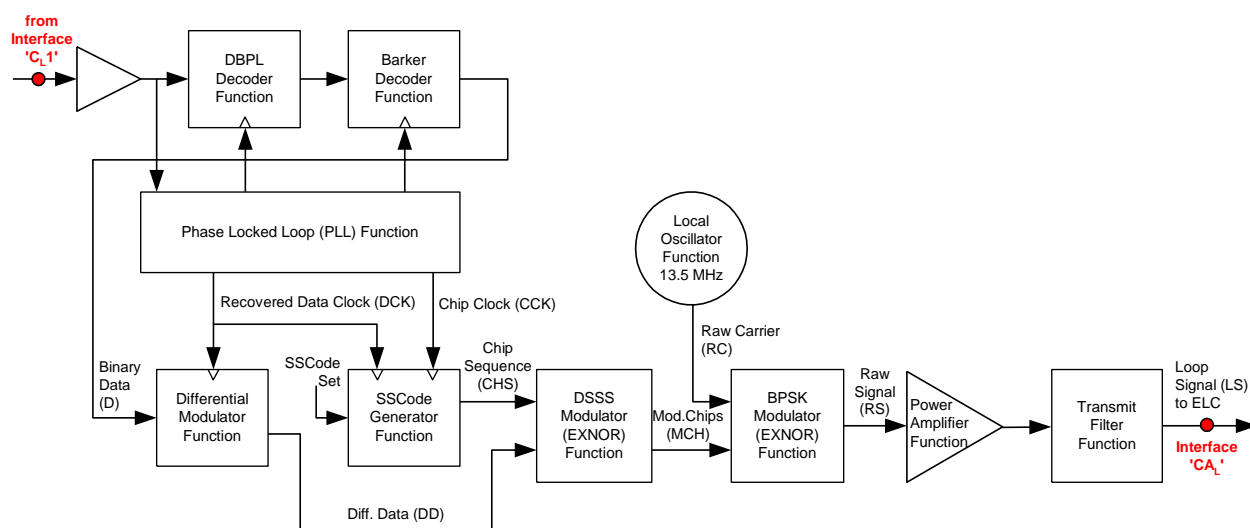 from
Interface
'CL1'
DBPL
Decoder
Function
Barker
Decoder
Function
Phase Locked Loop (PLL) Function
Local
Oscillator
Function
13.5 MHz
Recovered Data Clock (DCK)
Chip Clock (CCK)
Raw Carrier
(RC)
Binary
Data
(D)
Differential
Modulator
Function
SSCode
Set
SSCode
Generator
Function
Chip
Sequence
(CHS)
DSSS
Modulator
(EXNOR)
Function
Mod.Chips
(MCH)
BPSK
Modulator
(EXNOR)
Function
Raw
Signal
(RS)
Power
Amplifier
Function
Transmit
Filter
Function
Loop
Signal (LS)
to ELC
Interface
'CAL'
Diff. Data (DD)